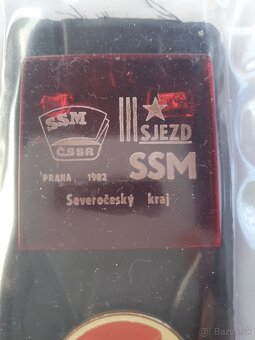 SSM
ČSSR
III SJEZD
SSM
PRAHA 1982
Severočeský kraj